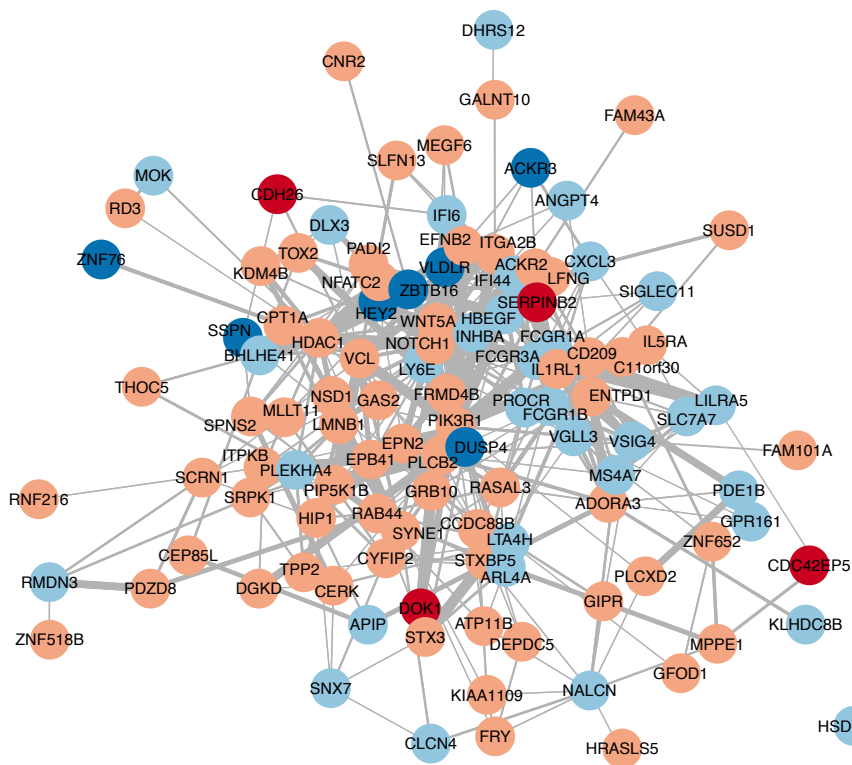 DHRS12
CNR2
GALNT10
FAM43A
MEGF6
SLFN13
ACKR3
MOK
CDH26
ANGPT4
RD3
IFI6
DLX3
SUSD1
EFNB2
ITGA2B
TOX2
PADI2
ZNF76
KDM4B
VLDLR
ACKR2
CXCL3
NFATC2
ZBTB16
IFI44
LFNG
SIGLEC11
SERPINB2
HEY2
CPT1A
WNT5A
HBEGF
SSPN
HDAC1
NOTCH1
INHBA
FCGR1A
IL5RA
BHLHE41
VCL
FCGR3A
CD209
LY6E
IL1RL1
C11orf30
THOC5
NSD1
GAS2
FRMD4B
PROCR
ENTPD1
LILRA5
SPNS2
MLLT11
LMNB1
PIK3R1
FCGR1B
SLC7A7
EPN2
DUSP4
VGLL3
VSIG4
FAM101A
ITPKB
PLEKHA4
EPB41
PLCB2
MS4A7
SCRN1
RNF216
SRPK1
PIP5K1B
GRB10
RASAL3
ADORA3
PDE1B
HIP1
RAB44
CCDC88B
GPR161
SYNE1
LTA4H
ZNF652
CEP85L
CYFIP2
STXBP5
TPP2
RMDN3
PDZD8
DGKD
CERK
ARL4A
PLCXD2
CDC42EP5
GIPR
DOK1
APIP
ATP11B
KLHDC8B
ZNF518B
STX3
DEPDC5
MPPE1
GFOD1
SNX7
KIAA1109
NALCN
HSD
CLCN4
FRY
HRASLS5